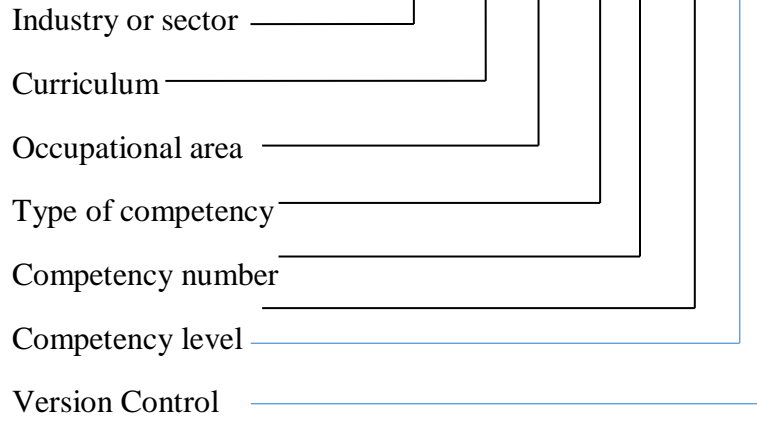 Industry or sector
Curriculum
Occupational area
Type of competency
Competency number
Competency level
Version Control